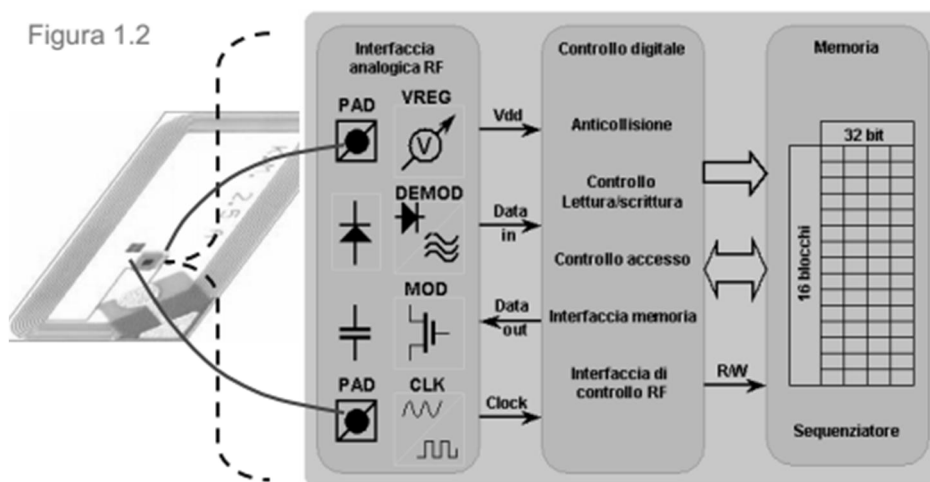 Figura 1.2
Interfaccia
analogica RF
PAD
VREG
V
DEMOD
MOD
PAD
CLK
Vdd
Data
in
Data
out
Clock
Controllo digitale
Anticollisione
Controllo
Lettura/scrittura
Controllo accesso
Interfaccia memoria
Interfaccia di
controllo RF
R/W
Memoria
32 bit
16 blocchi
Sequenziatore